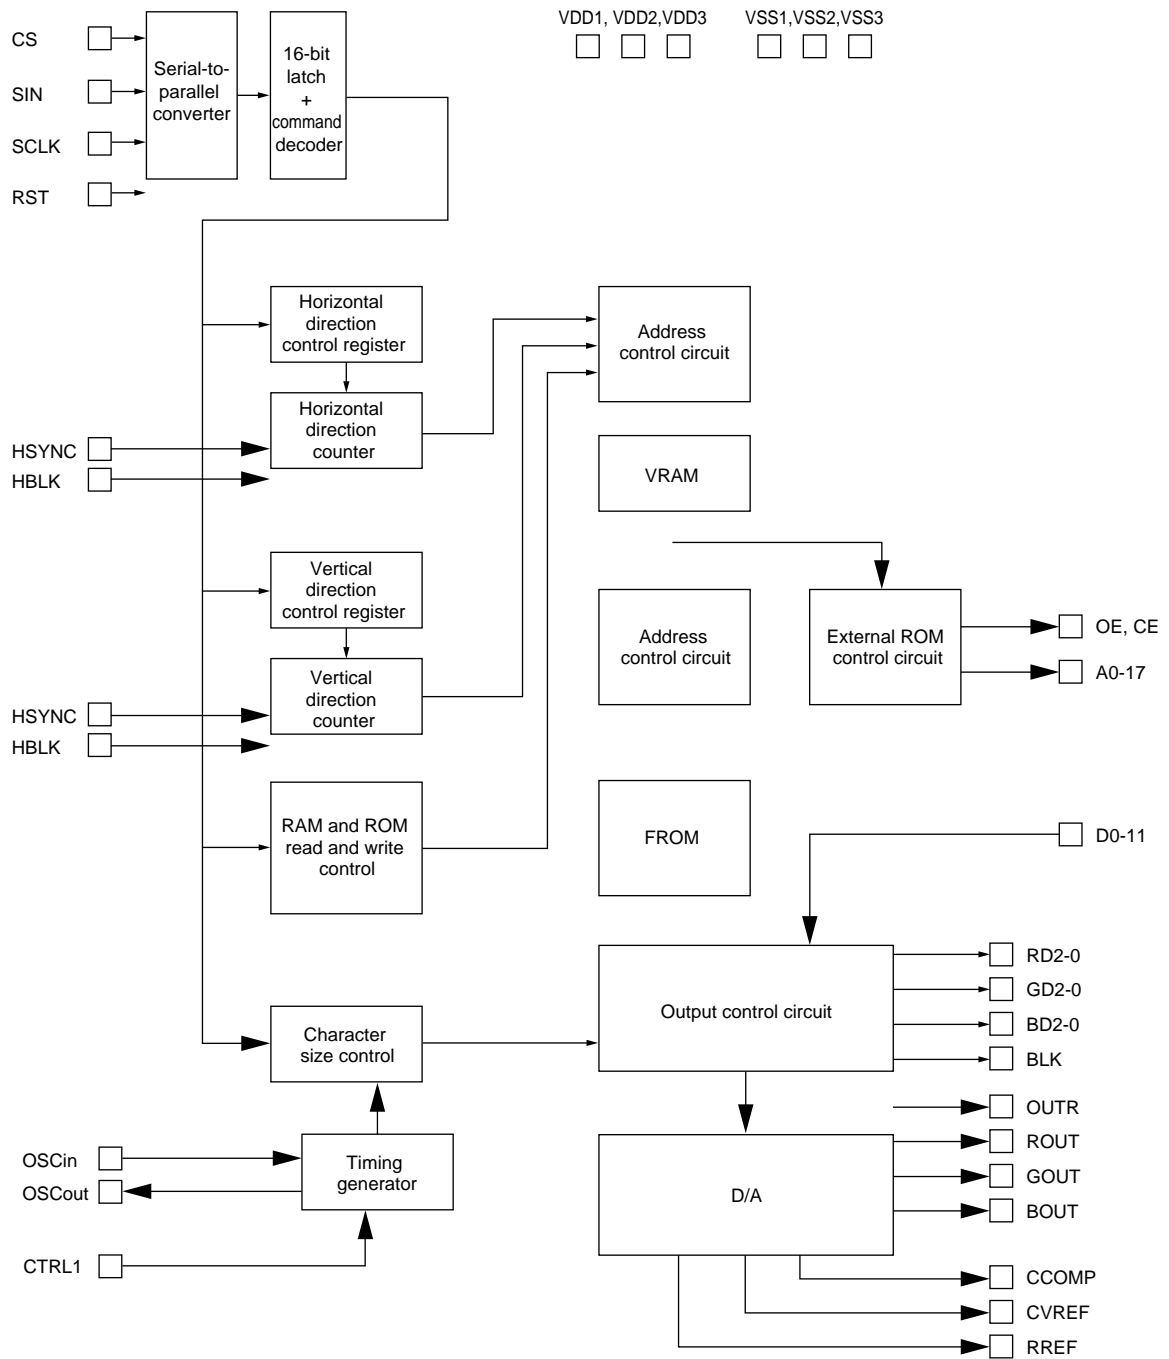 VDD1, VDD2,VDD3
VSS1,VSS2,VSS3
CS
SIN
SCLK
RST
Serial-to-
parallel
converter
16-bit
latch
+
command
decoder
Horizontal
direction
control register
Address
control circuit
Horizontal
direction
counter
HSYNC
HBLK
VRAM
Vertical
direction
control register
Address
control circuit
External ROM
control circuit
OE, CE
A0-17
Vertical
direction
counter
HSYNC
HBLK
RAM and ROM
read and write
control
FROM
D0-11
Output control circuit
RD2-0
GD2-0
BD2-0
BLK
Character
size control
OUTR
ROUT
GOUT
BOUT
OSCin
OSCout
Timing
generator
D/A
CTRL1
CCOMP
CVREF
RREF